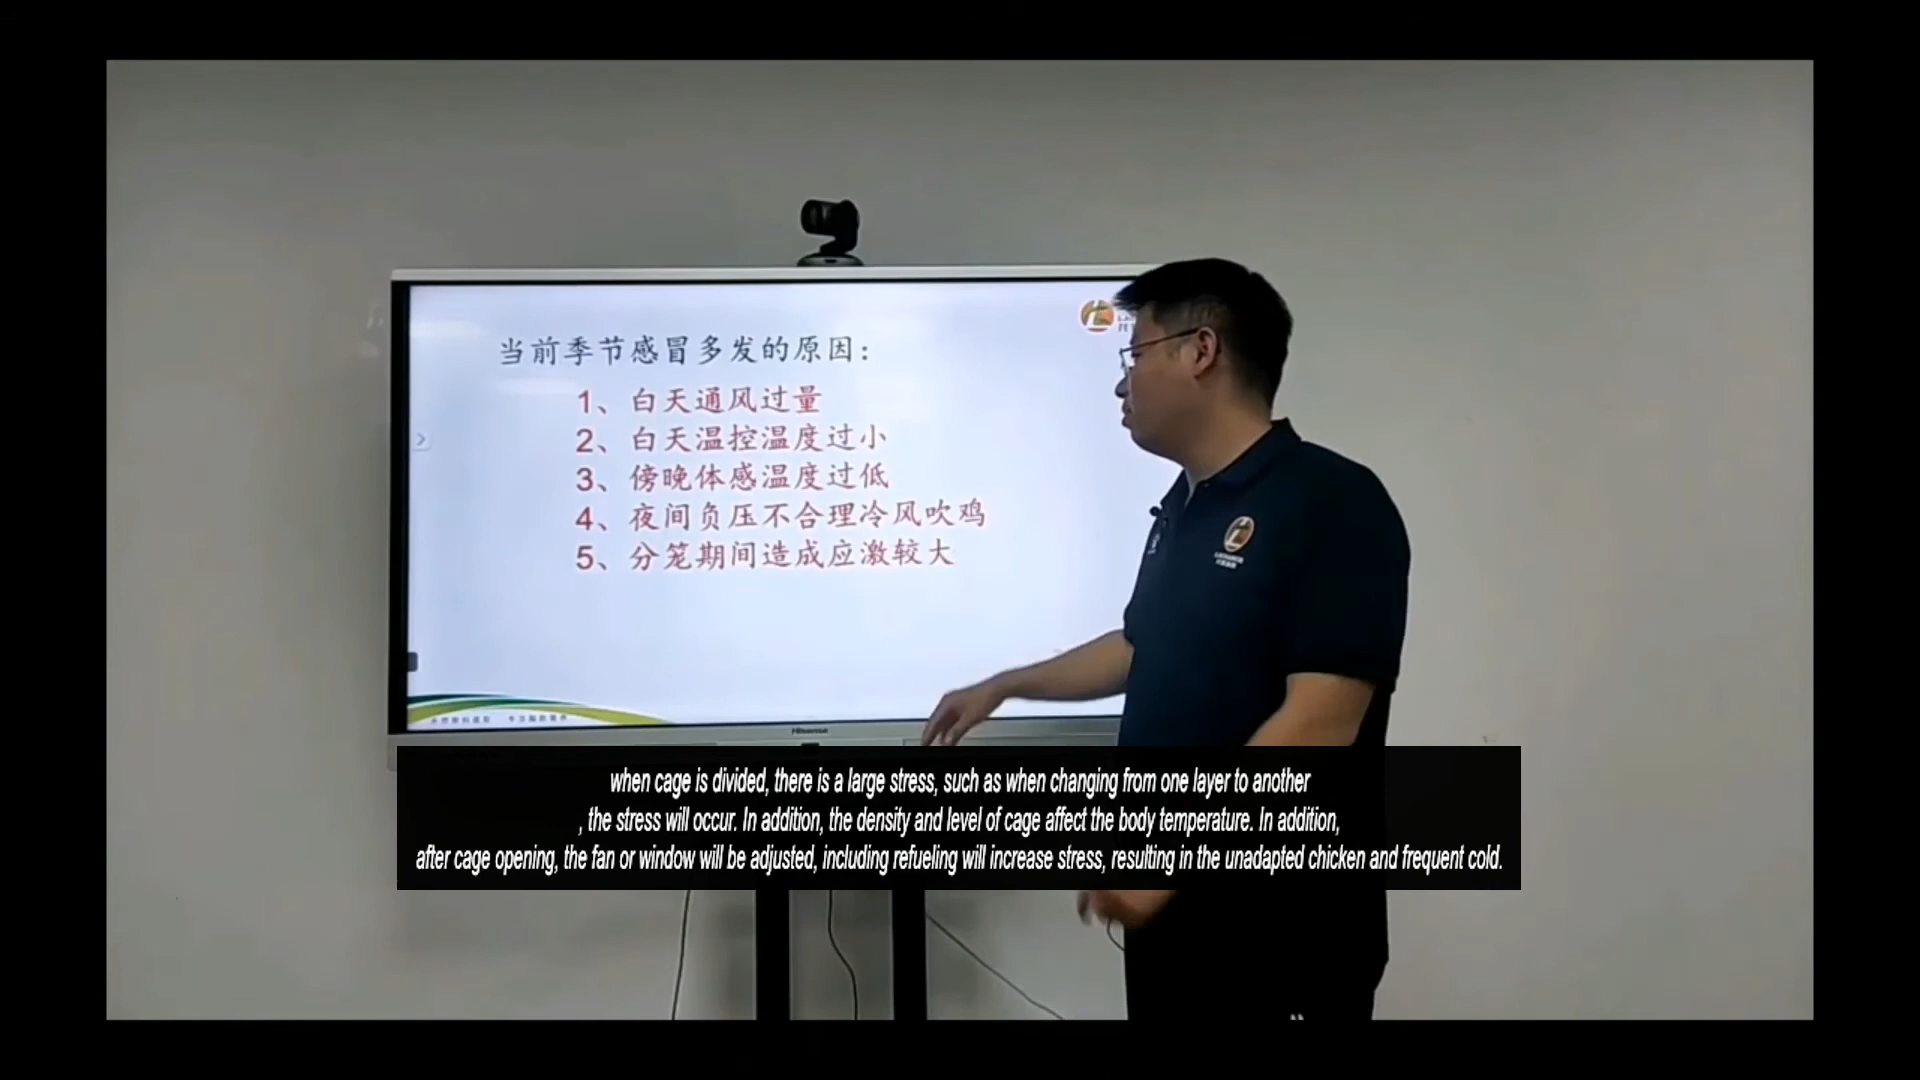 当前季节感冒多发的原因：
1、白天通风过量
2、白天温控温度过小
3、傍晚体感温度过低
4、夜间负压不合理冷风吹鸡
5、分笼期间造成应激较大
Hisense
when cage is divided, there is a large stress, such as when changing from one layer to another
, the stress will occur. In addition, the density and level of cage affect the body temperature. In addition,
after cage opening, the fan or window will be adjusted, including refueling will increase stress, resulting in the unadapted chicken and frequent cold.